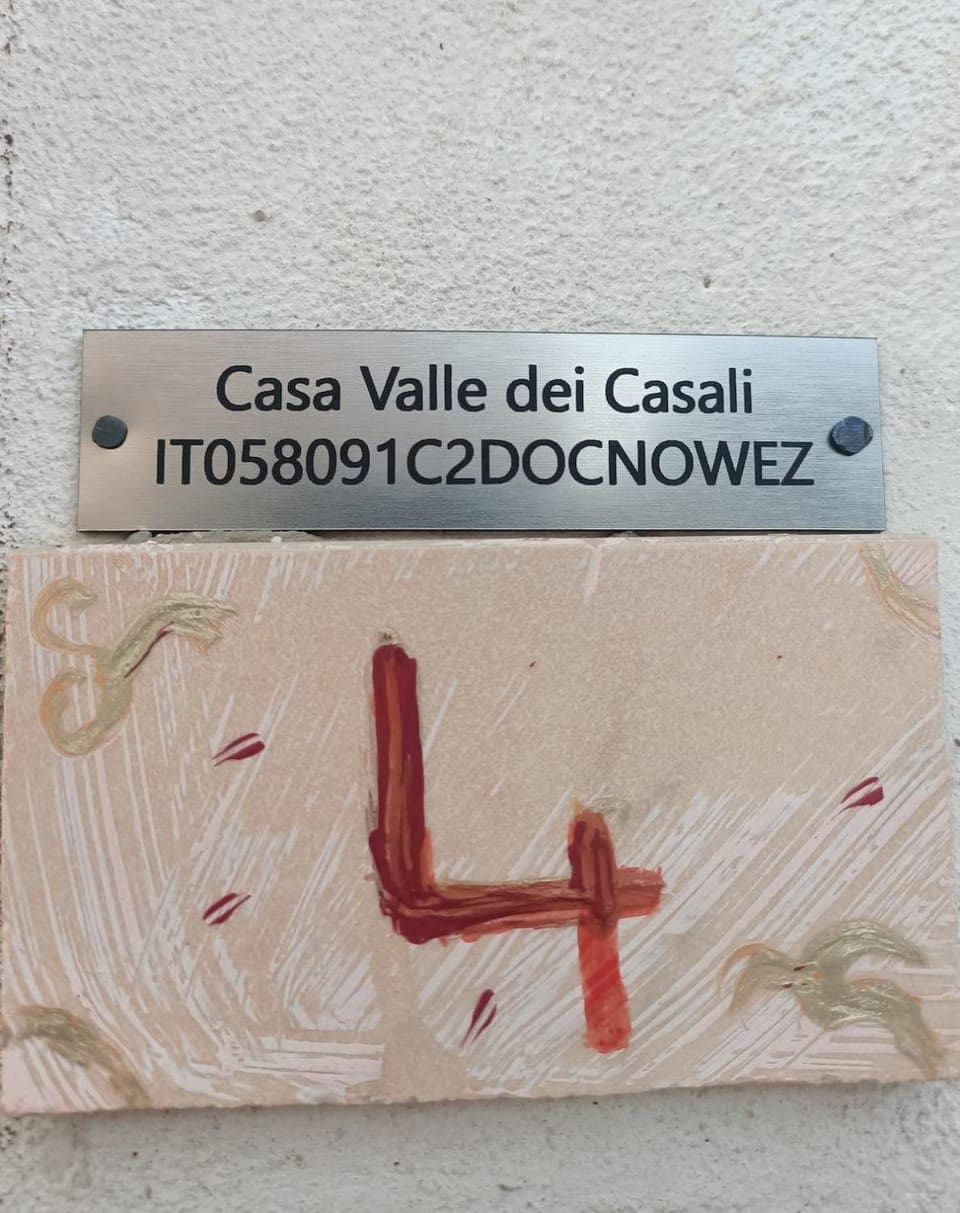 Casa Valle dei Casali
IT058091C2DOCNOWEZ
4